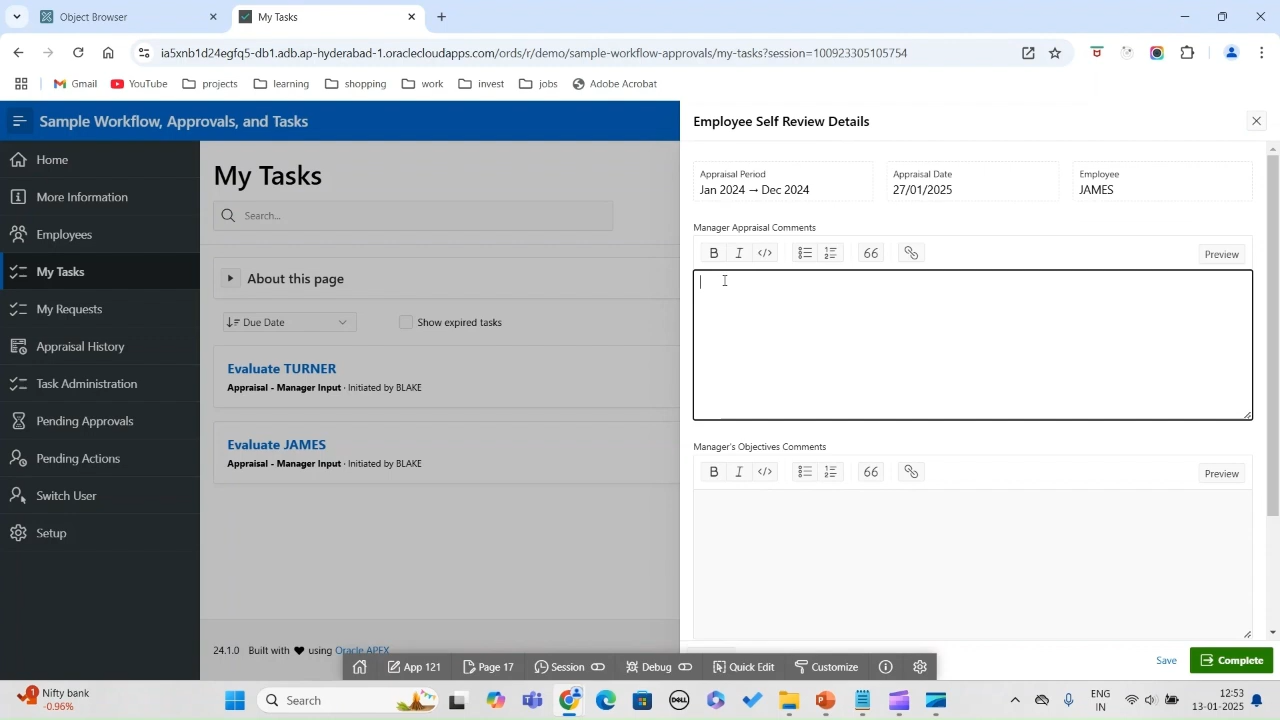 Object Browser
My Tasks
ia5xnb1d24egfq5-db1.adb.ap-hyderabad-1.oraclecloudapps.com/ords/r/demo/sample-workflow-approvals/my-tasks?session=100923305105754
Gmail
YouTube
projects
learning
shopping
work
invest
jobs
Adobe Acrobat
Sample Workflow, Approvals, and Tasks
Home
More Information
Employees
My Tasks
My Requests
Appraisal History
Task Administration
Pending Approvals
Pending Actions
Switch User
Setup
My Tasks
Search...
About this page
Due Date
Show expired tasks
Evaluate TURNER
Appraisal - Manager Input · Initiated by BLAKE
Evaluate JAMES
Appraisal - Manager Input · Initiated by BLAKE
24.1.0 Built with ❤ using Oracle APEX
Employee Self Review Details
Appraisal Period
Jan 2024 → Dec 2024
Appraisal Date
27/01/2025
Employee
JAMES
Manager Appraisal Comments
B I </> 66
Preview
Manager's Objectives Comments
B I </> 66
Preview
Save
Complete
App 121
Page 17
Session
Debug
Quick Edit
Customize
1
Nifty bank
-0.96%
Search
DELL
ENG
IN
12:53
13-01-2025